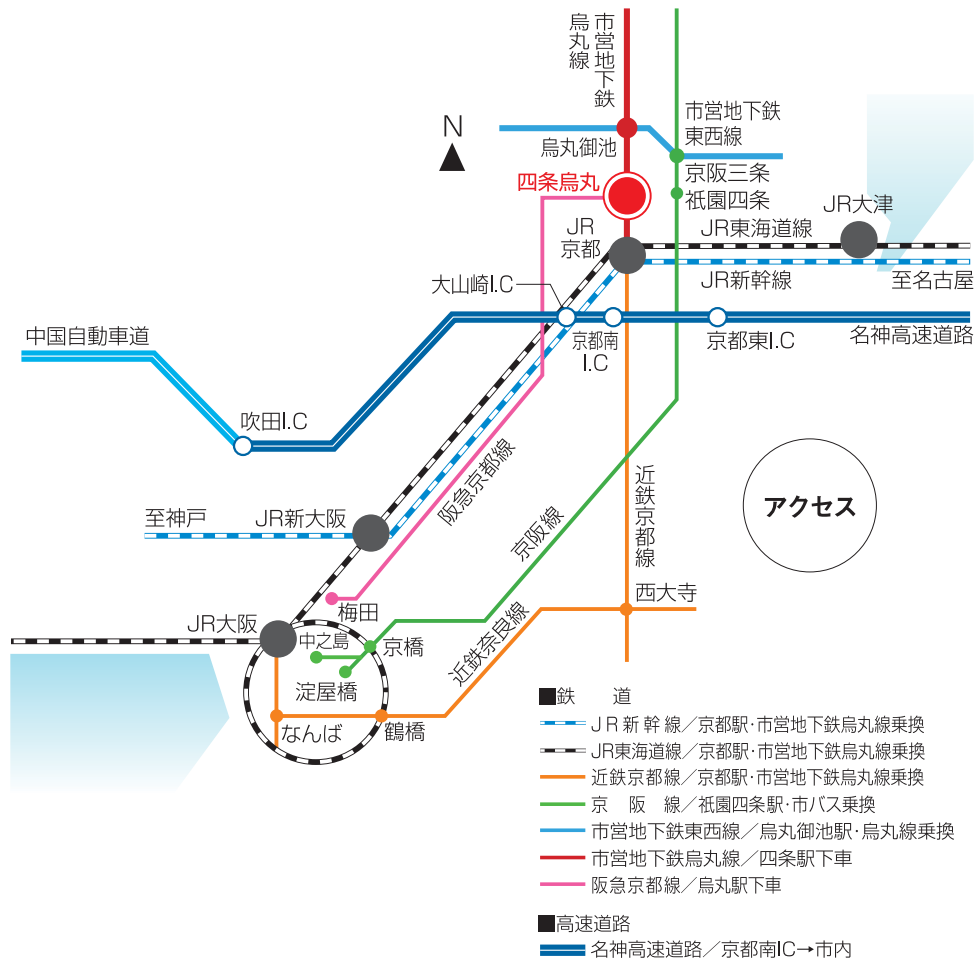 市営地下鉄
烏丸線
市営地下鉄
東西線
N
烏丸御池
京阪三条
四条烏丸
祇園四条
JR大津
JR
京都
JR東海道線
大山崎I.C
JR新幹線
至名古屋
中国自動車道
京都南
I.C
京都東I.C
名神高速道路
吹田I.C
阪急京都線
近鉄京都線
アクセス
至神戸
JR新大阪
京阪線
梅田
西大寺
JR大阪
中之島
京橋
近鉄奈良線
淀屋橋
なんば
鶴橋
■鉄　道
JR新幹線／京都駅・市営地下鉄烏丸線乗換
JR東海道線／京都駅・市営地下鉄烏丸線乗換
近鉄京都線／京都駅・市営地下鉄烏丸線乗換
京　阪　線／祇園四条駅・市バス乗換
市営地下鉄東西線／烏丸御池駅・烏丸線乗換
市営地下鉄烏丸線／四条駅下車
阪急京都線／烏丸駅下車
■高速道路
名神高速道路／京都南IC→市内